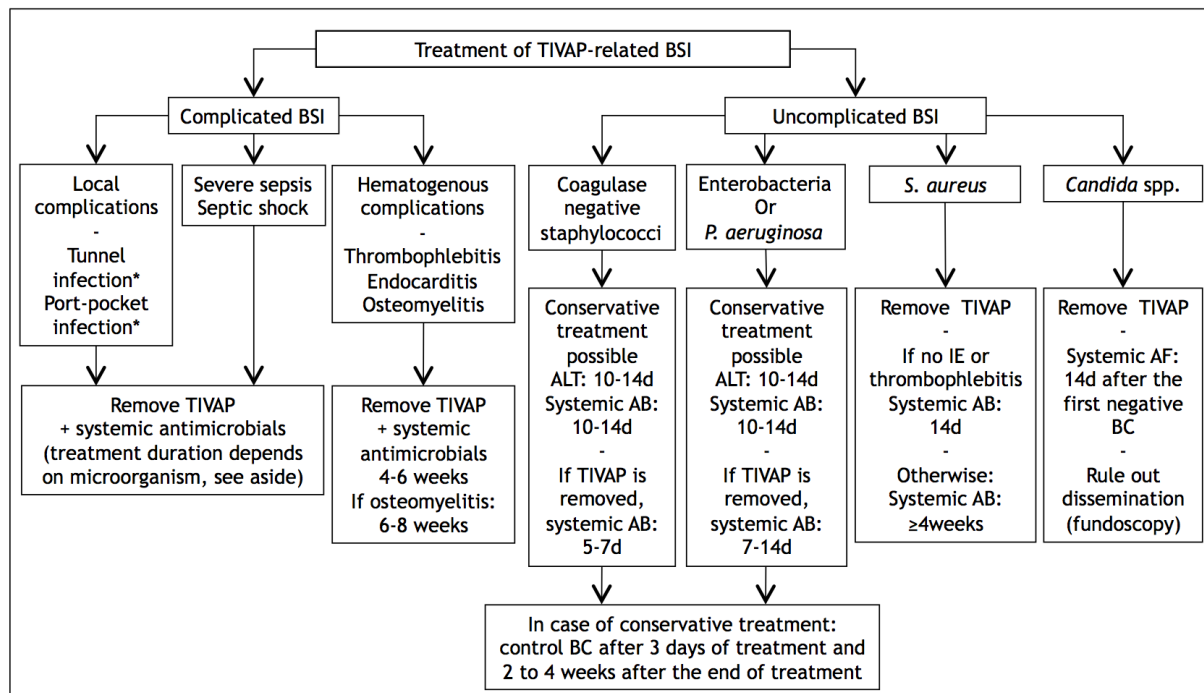 Treatment of TIVAP-related BSI
Complicated BSI
Uncomplicated BSI
Local
complications
-
Tunnel
infection*
Port-pocket
infection*
Severe sepsis
Septic shock
Hematogenous
complications
-
Thrombophlebitis
Endocarditis
Osteomyelitis
Coagulase
negative
staphylococci
Enterobacteria
Or
P. aeruginosa
S. aureus
Candida spp.
Remove TIVAP
+ systemic antimicrobials
(treatment duration depends
on microorganism, see aside)
Remove TIVAP
+ systemic
antimicrobials
4-6 weeks
If osteomyelitis:
6-8 weeks
Conservative
treatment
possible
ALT: 10-14d
Systemic AB:
10-14d
-
If TIVAP is
removed,
systemic AB:
5-7d
Conservative
treatment
possible
ALT: 10-14d
Systemic AB:
10-14d
-
If TIVAP is
removed,
systemic AB:
7-14d
Remove TIVAP
-
If no IE or
thrombophlebitis
Systemic AB:
14d
-
Otherwise:
Systemic AB:
≥4weeks
Remove TIVAP
-
Systemic AF:
14d after the
first negative
BC
-
Rule out
dissemination
(fundoscopy)
In case of conservative treatment:
control BC after 3 days of treatment and
2 to 4 weeks after the end of treatment